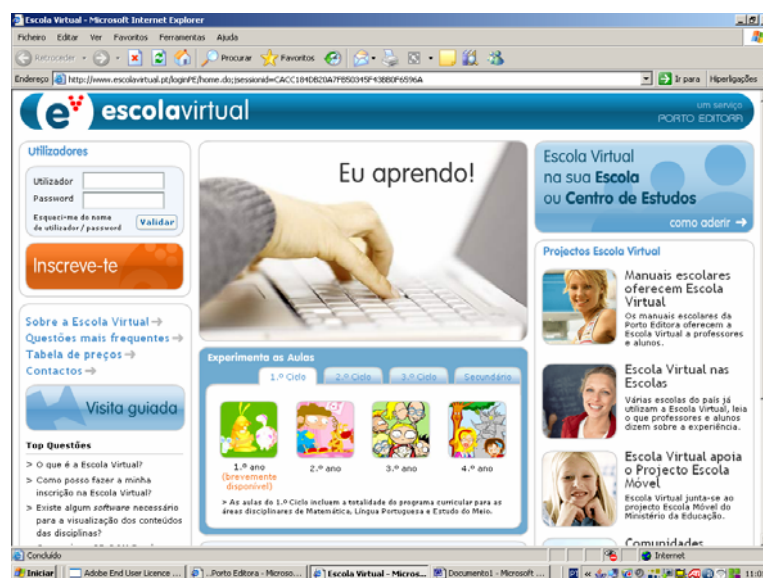 Escola Virtual - Microsoft Internet Explorer
Ficheiro Editar Ver Favoritos Ferramentas Ajuda
Retroceder Procurar Favoritos
Endereço http://www.escolavirtual.pt/loginPE/home.do;jsessionid=CACC184DB20A7FB50345F43BB0F6596A Ir para Hiperligações
e escolavirtual
um serviço
PORTO EDITORA
Utilizadores
Utilizador
Password
Esqueci-me do nome
de utilizador / password
Validar
Inscreve-te
Sobre a Escola Virtual
Questões mais frequentes
Tabela de preços
Contactos
Visita guiada
Top Questões
> O que é a Escola Virtual?
> Como posso fazer a minha
inscrição na Escola Virtual?
> Existe algum software necessário
para a visualização dos conteúdos
das disciplinas?
Eu aprendo!
Experimenta as Aulas
1.º Ciclo 2.º Ciclo 3.º Ciclo Secundário
1.º ano
(brevemente
disponível)
2.º ano
3.º ano
4.º ano
> As aulas do 1.º Ciclo incluem a totalidade do programa curricular para as
áreas disciplinares de Matemática, Língua Portuguesa e Estudo do Meio.
Escola Virtual
na sua Escola
ou Centro de Estudos
como aderir
Projectos Escola Virtual
Manuais escolares
oferecem Escola
Virtual
Os manuais escolares da
Porto Editora oferecem a
Escola Virtual a professores
e alunos.
Escola Virtual nas
Escolas
Várias escolas do país já
utilizam a Escola Virtual, leia
o que professores e alunos
dizem sobre a experiência.
Escola Virtual apoia
o Projecto Escola
Móvel
Escola Virtual junta-se ao
projecto Escola Móvel do
Ministério da Educação.
Comunidades
Concluído Internet
Iniciar Adobe End User Licence ... ..Porto Editora - Microso... Escola Virtual - Micros... Documento1 - Microsoft ...